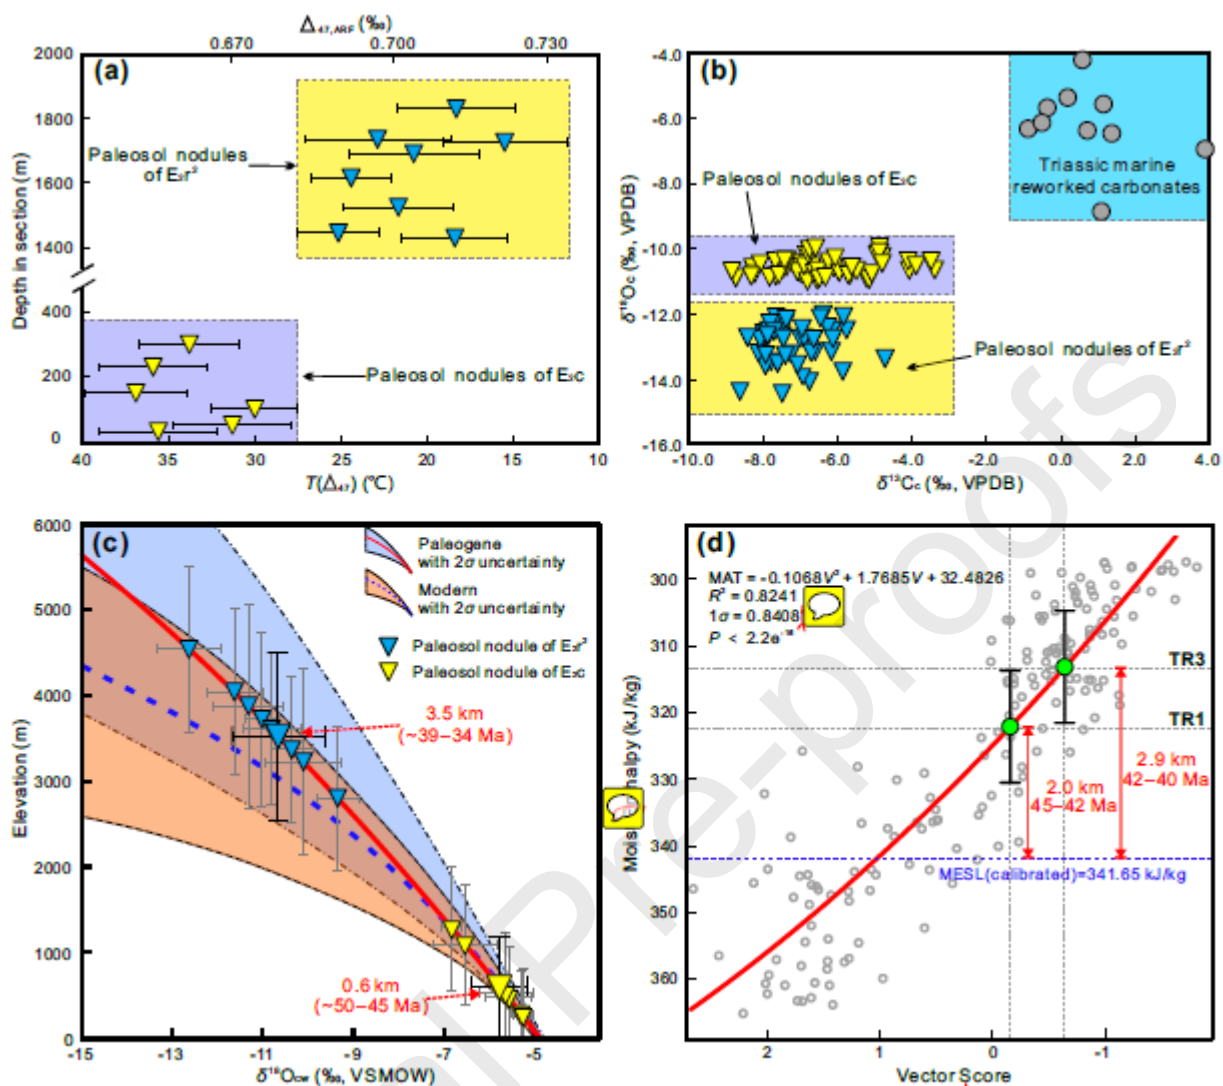 Δ47,ARF (‰)
0.670 0.700 0.730
(a)
2000
1800
1600
1400
400
200
0
Depth in section (m)
Paleosol nodules
of E₂r²
Paleosol nodules of E₂c
40 35 30 25 20 15 10
T(Δ47) (℃)
(b)
-4.0
-6.0
-8.0
-10.0
-12.0
-14.0
-16.0
δ¹⁸Oc (‰, VPDB)
Triassic marine
reworked carbonates
Paleosol nodules of E₂c
Paleosol nodules of E₂r²
-10.0 -8.0 -6.0 -4.0 -2.0 0.0 2.0 4.0
δ¹³Cc (‰, VPDB)
(c)
6000
5000
4000
3000
2000
1000
0
Elevation (m)
Paleogene
with 2σ uncertainty
Modern
with 2σ uncertainty
Paleosol nodule of E₂r²
Paleosol nodule of E₂c
3.5 km
(~39–34 Ma)
0.6 km
(~50–45 Ma)
-15 -13 -11 -9 -7 -5
δ¹⁸Ocw (‰, VSMOW)
(d)
300
310
320
330
340
350
360
MAT = -0.1068V² + 1.7685V + 32.4826
R² = 0.8241
1σ = 0.8408
P < 2.2e⁻¹⁶
TR3
TR1
2.9 km
42–40 Ma
2.0 km
45–42 Ma
MESL(calibrated)=341.65 kJ/kg
2 1 0 -1
Vector Score
Pre-proofs